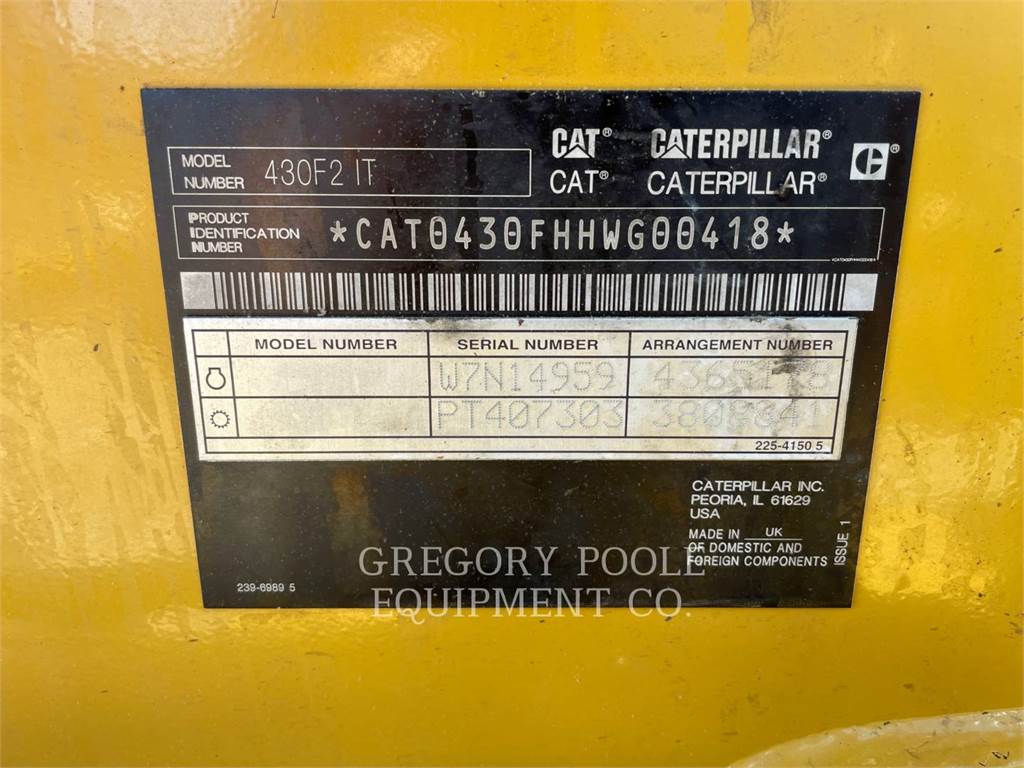 CAT® CATERPILLAR®
CAT® CATERPILLAR®
MODEL NUMBER 430F2 IT
PRODUCT IDENTIFICATION NUMBER *CAT0430FHHWG00418*
MODEL NUMBER SERIAL NUMBER ARRANGEMENT NUMBER
W7N14959
PT407303
225-4150 5
CATERPILLAR INC.
PEORIA, IL 61629
USA
MADE IN UK
OF DOMESTIC AND
FOREIGN COMPONENTS
ISSUE 1
239-6989 5
GREGORY POOLE
EQUIPMENT CO.